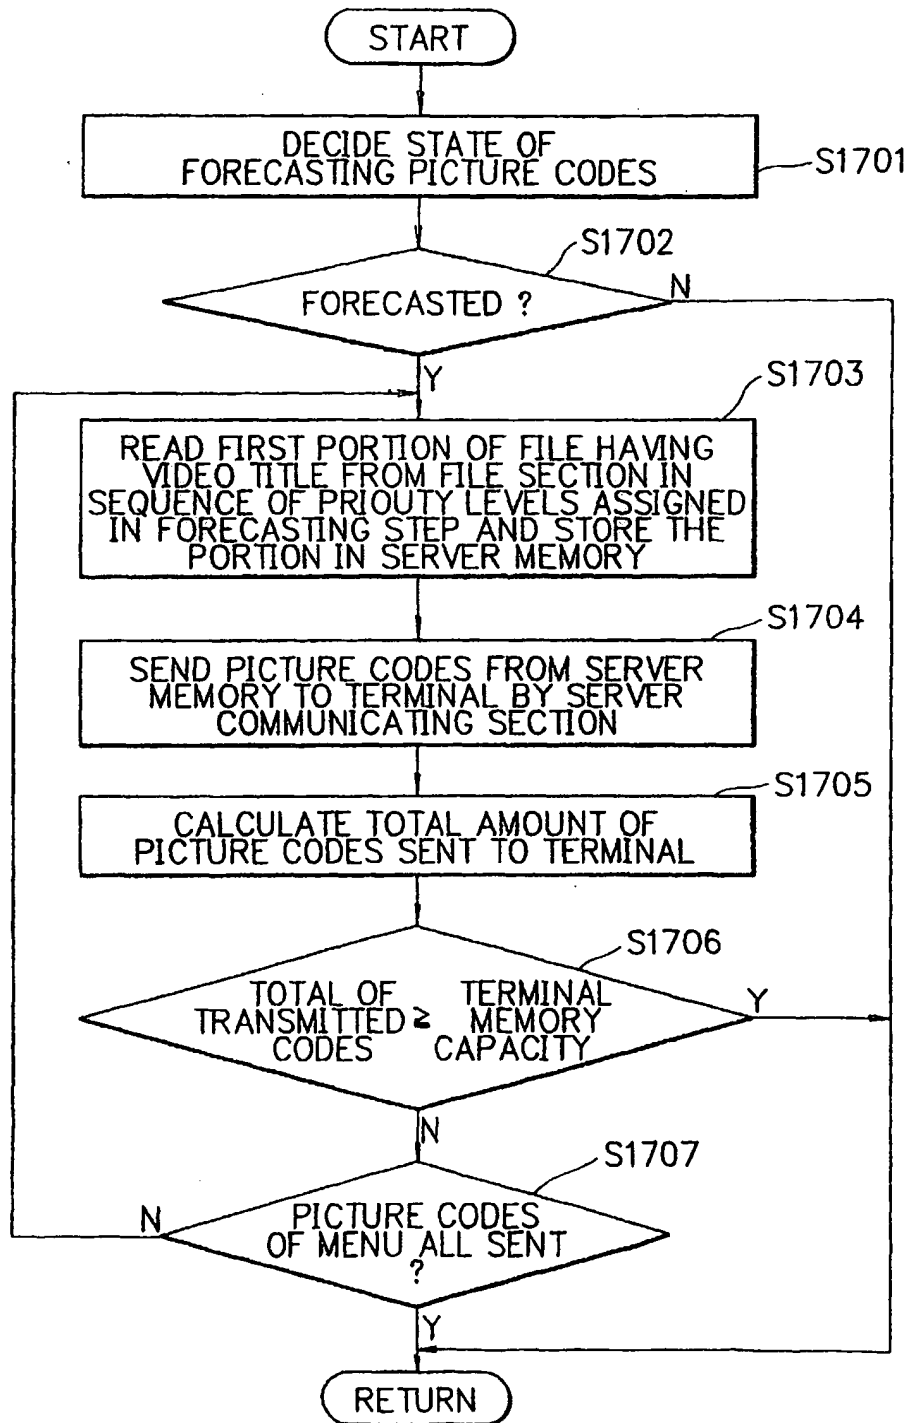 START
DECIDE STATE OF
FORECASTING PICTURE CODES
S1701
S1702
FORECASTED ?
N
Y
S1703
READ FIRST PORTION OF FILE HAVING
VIDEO TITLE FROM FILE SECTION IN
SEQUENCE OF PRIOUTY LEVELS ASSIGNED
IN FORECASTING STEP AND STORE THE
PORTION IN SERVER MEMORY
S1704
SEND PICTURE CODES FROM SERVER
MEMORY TO TERMINAL BY SERVER
COMMUNICATING SECTION
S1705
CALCULATE TOTAL AMOUNT OF
PICTURE CODES SENT TO TERMINAL
S1706
TOTAL OF TERMINAL
TRANSMITTED ≥ MEMORY
CODES CAPACITY
Y
N
S1707
N
PICTURE CODES
OF MENU ALL SENT
?
Y
RETURN